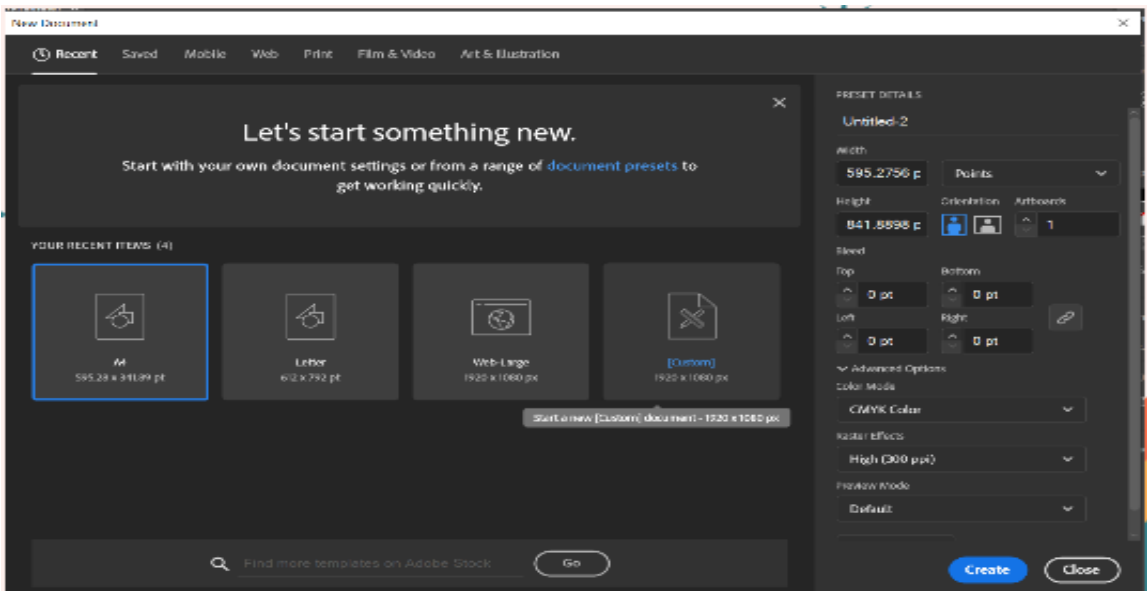 New Document
Recent Saved Mobile Web Print Film & Video Art & Illustration
Let's start something new.
Start with your own document settings or from a range of document presets to
get working quickly.
YOUR RECENT ITEMS (4)
A4
595.28 x 841.89 pt
Letter
612 x 792 pt
Web-Large
1920 x 1080 px
[Custom]
1920 x 1080 px
Start a new [Custom] document - 1920 x 1080 px
Find more templates on Adobe Stock
Go
PRESET DETAILS
Untitled-2
Width
595.2756 p
Points
Height
Orientation
Artboards
841.8898 p
1
Bleed
Top
Bottom
0 pt
0 pt
Left
Right
0 pt
0 pt
Advanced Options
Color Mode
CMYK Color
Raster Effects
High (300 ppi)
Preview Mode
Default
Create
Close